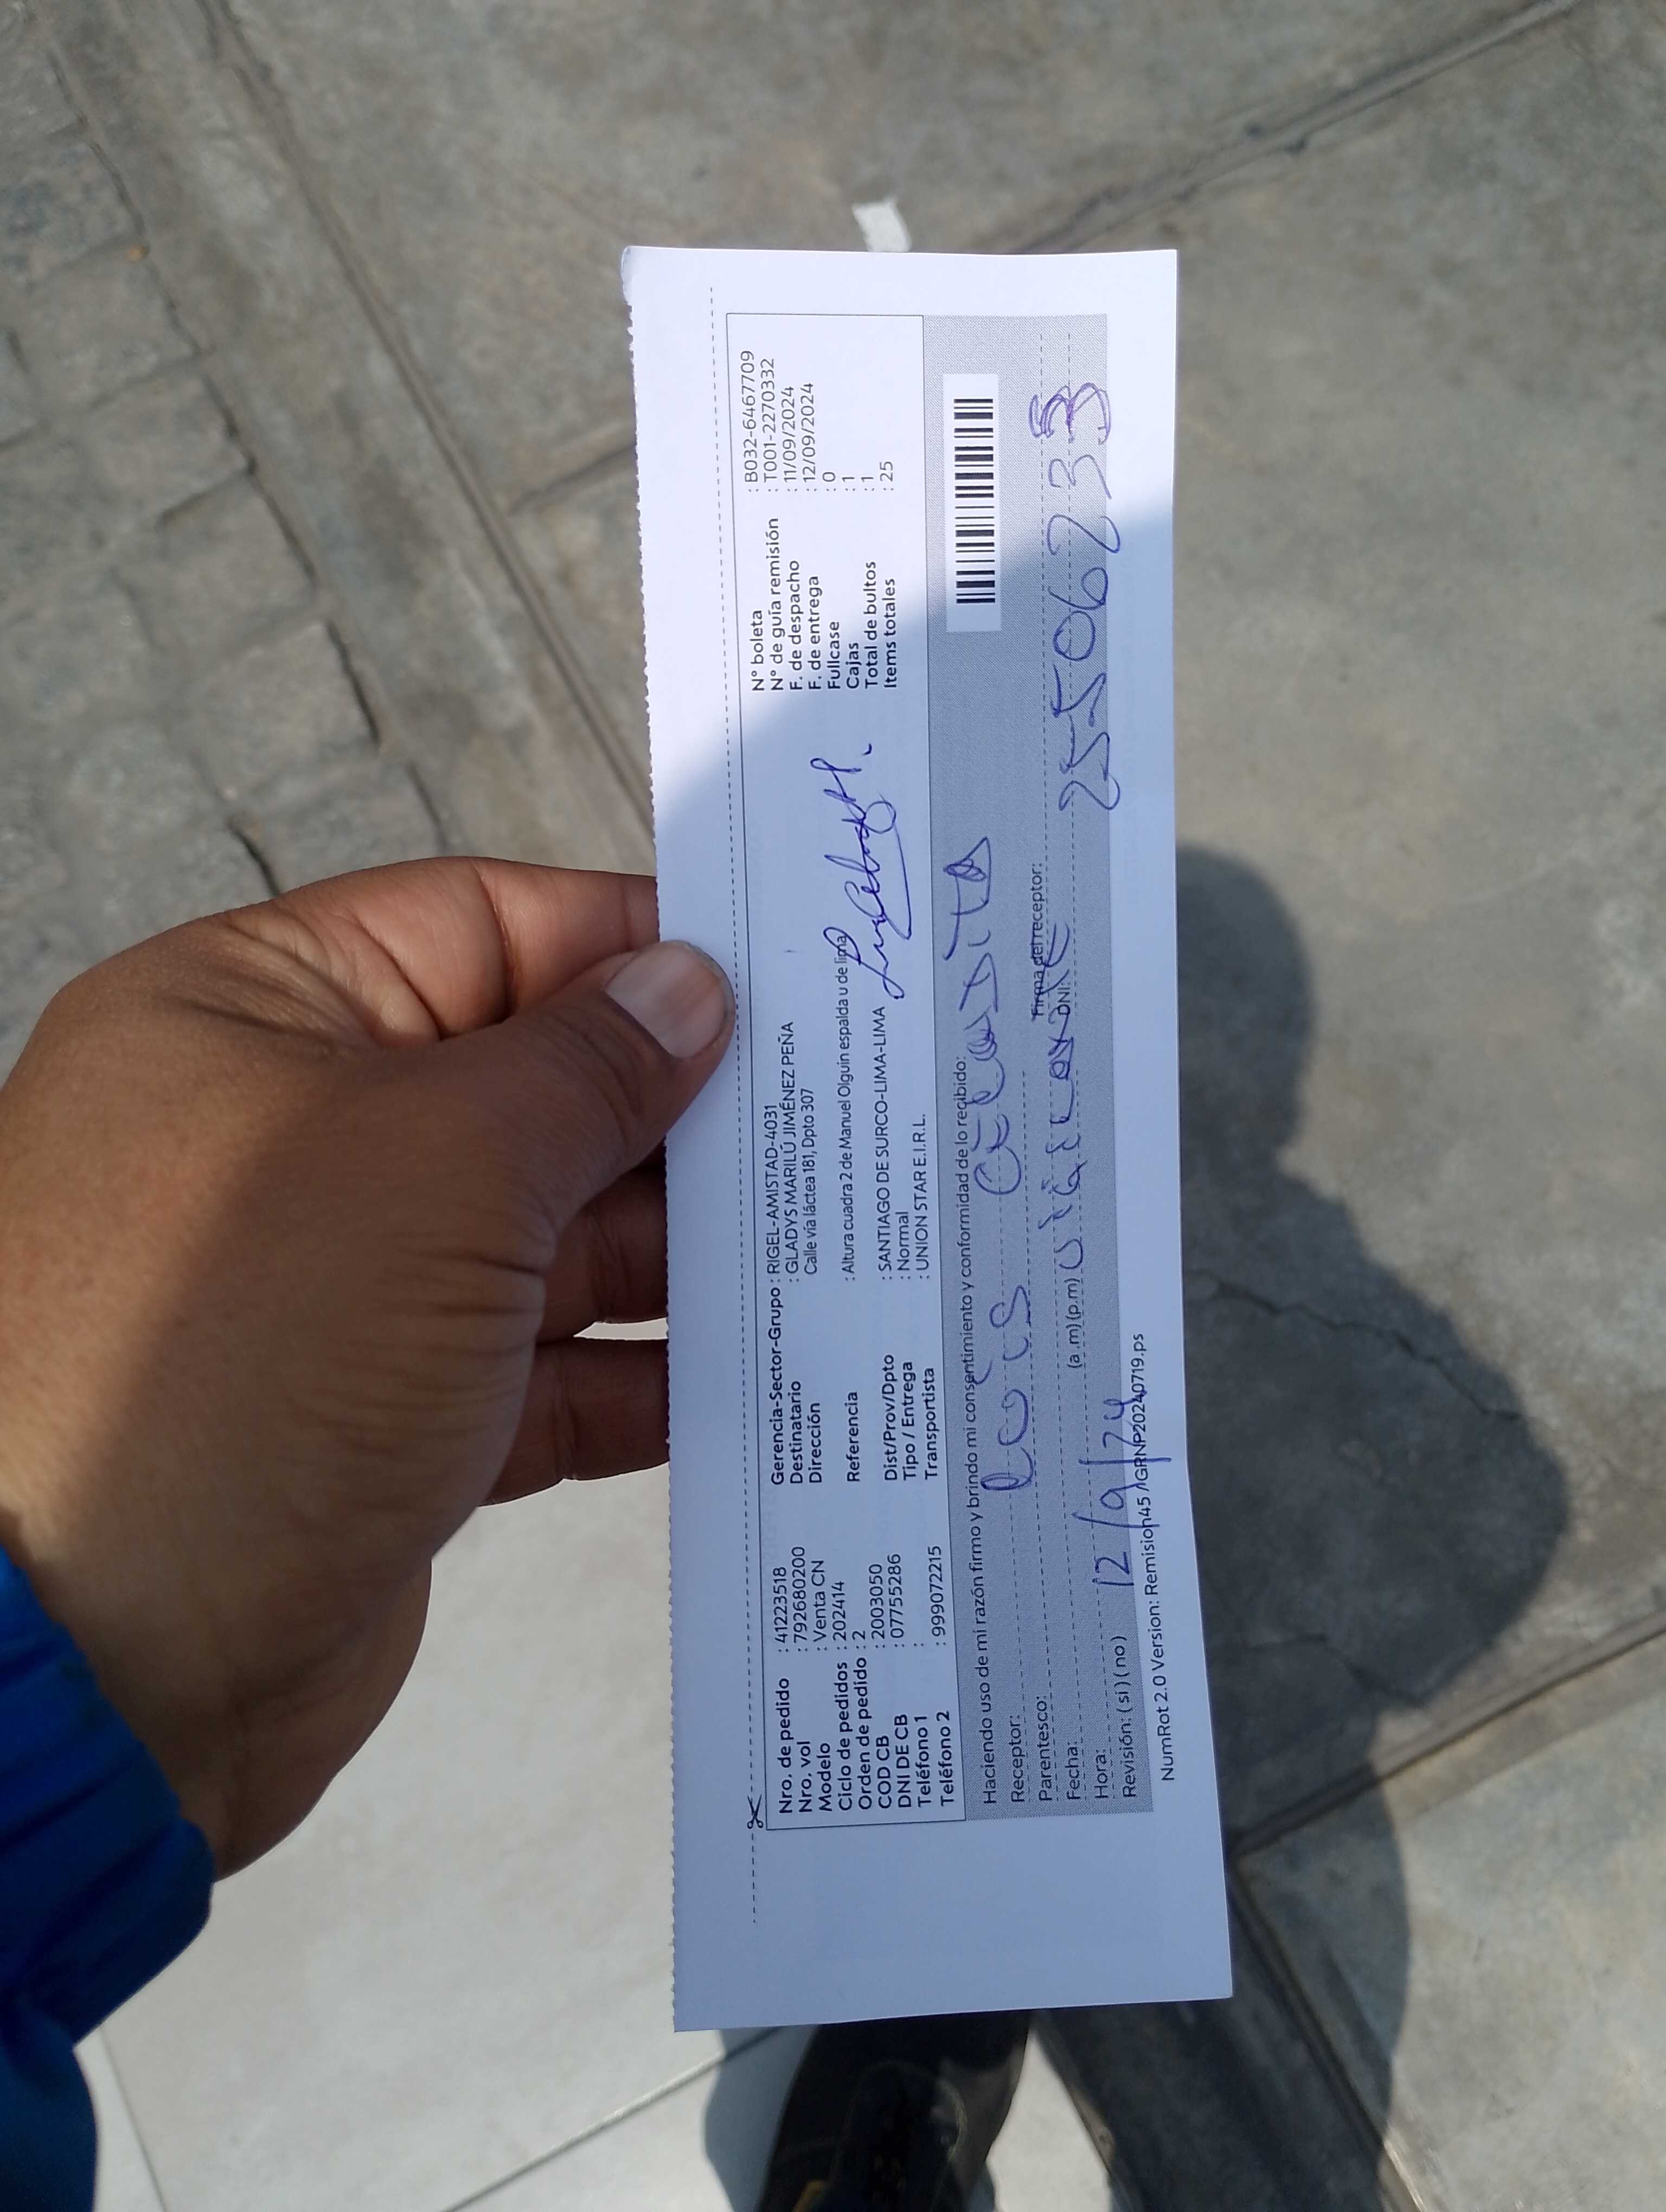 Nro. de pedido : 41223518
Nro, vol : 792680200
Modelo : Venta CN
Ciclo de pedidos : 202414
Orden de pedido : 2
COD CB : 2003050
DNI DE CB : 07755286
Teléfono 1 :
Teléfono 2 : 999072215
Gerencia-Sector-Grupo : RIGEL-AMISTAD-4031
Destinatario : GLADYS MARILÚ JIMÉNEZ PEÑA
Dirección Calle vía láctea 181, Dpto 307
Referencia : Altura cuadra 2 de Manuel Olguin espalda u de lima
Dist/Prov/Dpto : SANTIAGO DE SURCO-LIMA-LIMA
Tipo / Entrega : Normal
Transportista : UNION STAR E.I.R.L.
N° boleta : B032-6467709
N° de guía remisión : T001-2270332
F. de despacho : 11/09/2024
F. de entrega : 12/09/2024
Fullcase : 0
Cajas : 1
Total de bultos : 1
Items totales : 25
Haciendo uso de mi razón firmo y brindo mi consentimiento y conformidad de lo recibido:
Receptor:
Parentesco: Firma del receptor:
Fecha: (a.m)(p.m) DNI: 2550623
Hora: 12/9/24
Revisión: (si)(no)
NumRot 2.0 Version: Remision45 /GRNP20240719.ps